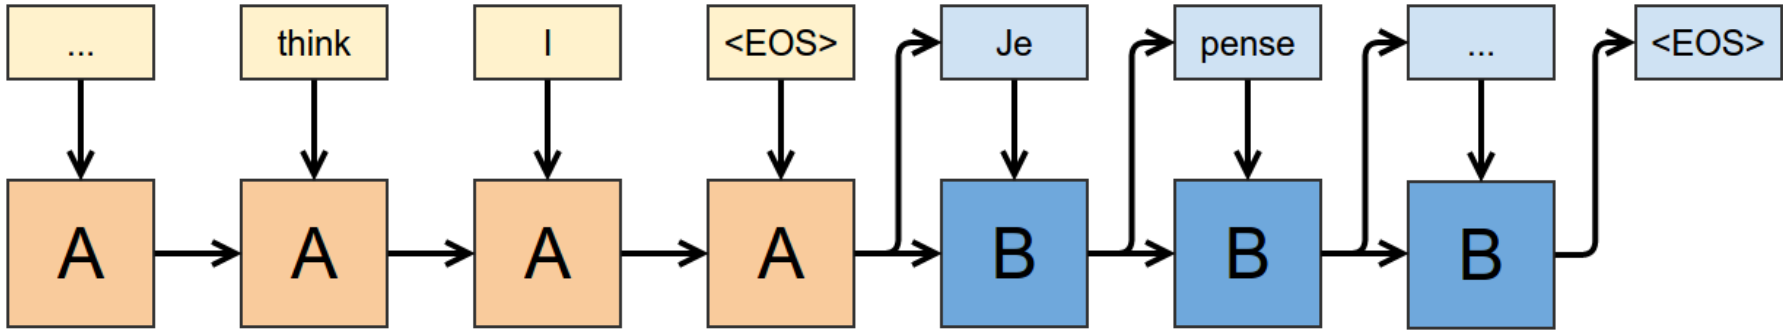 ... think I <EOS> Je pense ... <EOS>
A A A A B B B